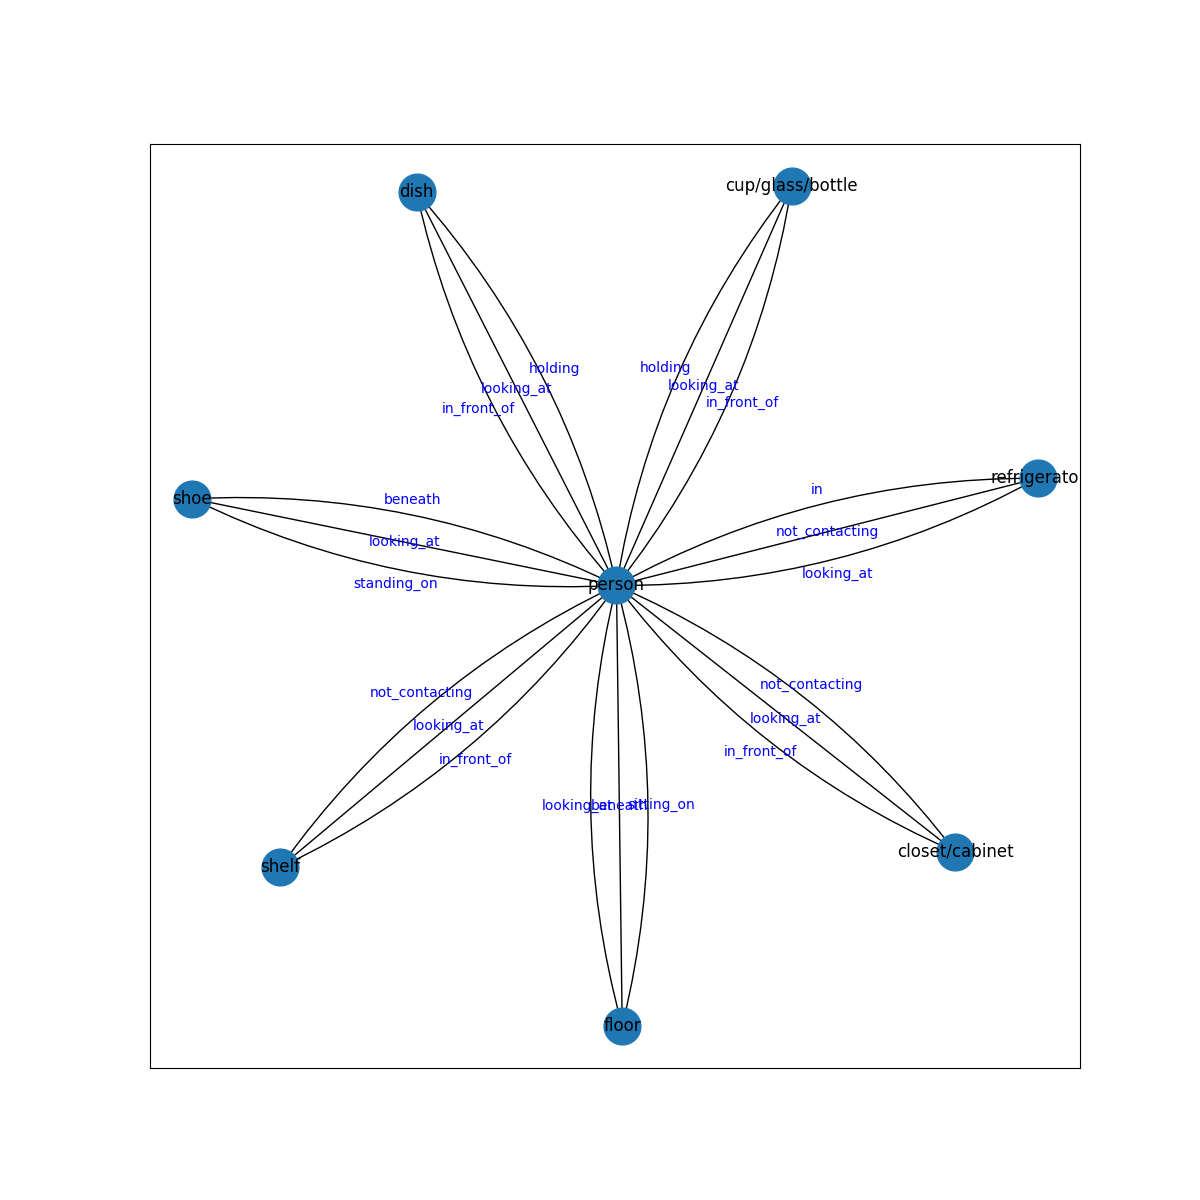 cup/glass/bottle
dish
holding
holding
looking_at
looking_at
in_front_of
in_front_of
refrigerato
in
shoe
beneath
not_contacting
looking_at
looking_at
standing_on
person
not_contacting
not_contacting
looking_at
looking_at
in_front_of
in_front_of
looking_at
beneath
sitting_on
closet/cabinet
shelf
floor